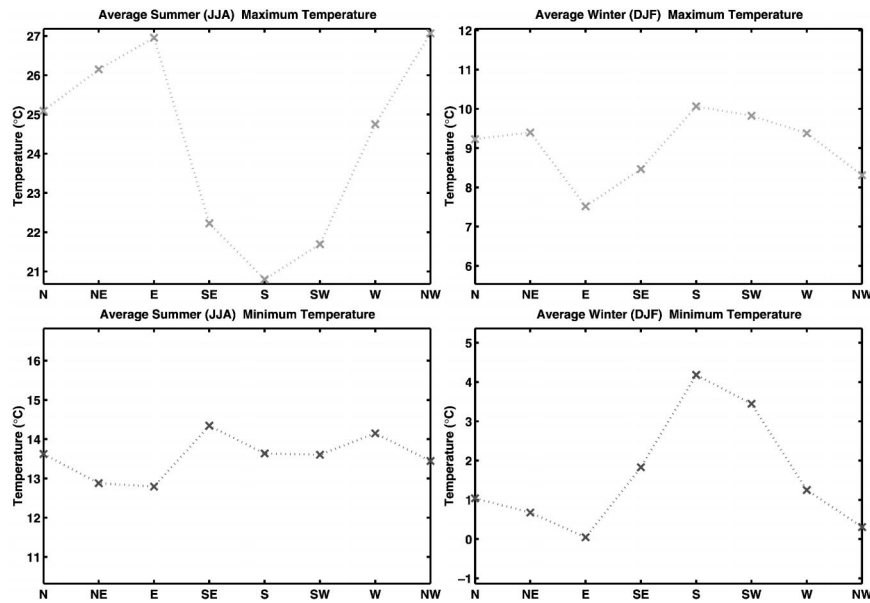 Average Summer (JJA) Maximum Temperature
Temperature (°C)
27
26
25
24
23
22
21
N NE E SE S SW W NW
Average Winter (DJF) Maximum Temperature
Temperature (°C)
12
11
10
9
8
7
6
N NE E SE S SW W NW
Average Summer (JJA) Minimum Temperature
Temperature (°C)
16
15
14
13
12
11
N NE E SE S SW W NW
Average Winter (DJF) Minimum Temperature
Temperature (°C)
5
4
3
2
1
0
−1
N NE E SE S SW W NW